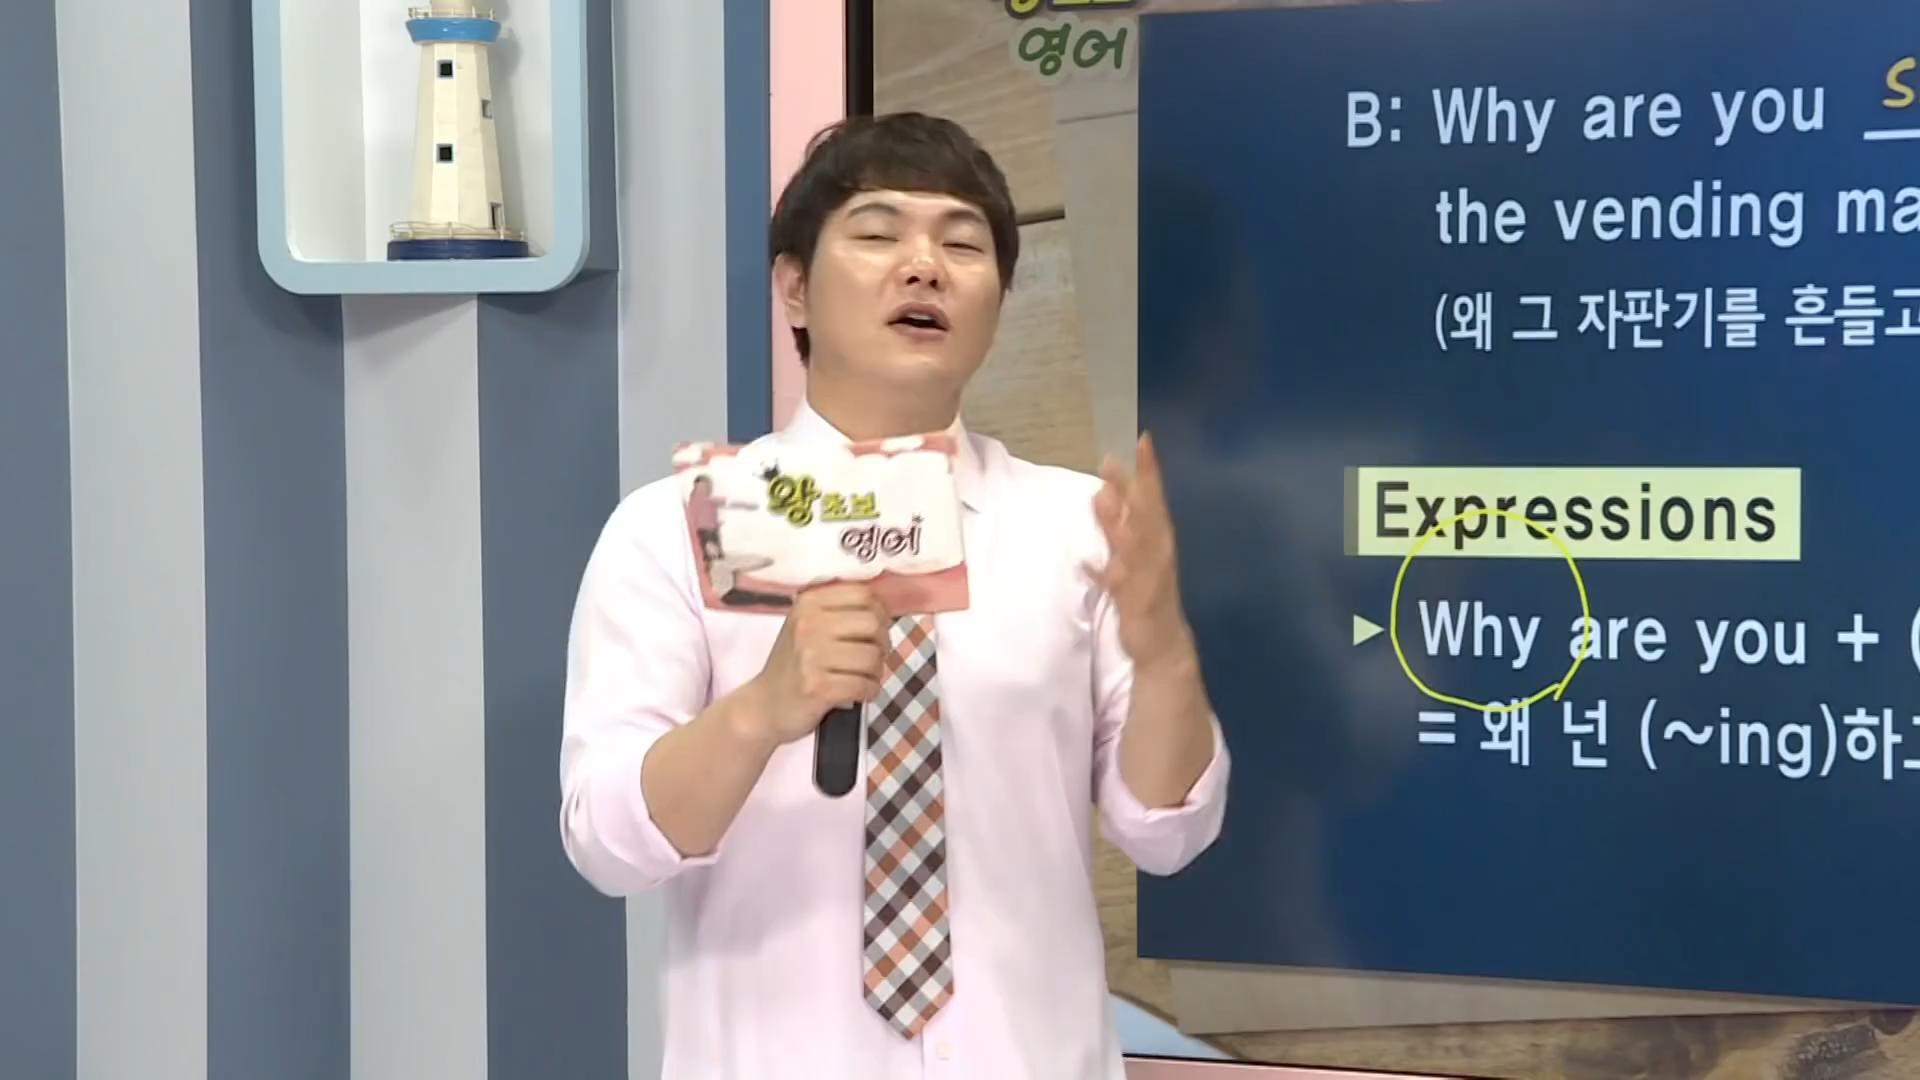 영어
B: Why are you
the vending
(왜 그 자판기를 흔들고
Expressions
▶ Why are you +
= 왜 넌 (~ing)하고
왕초보
영어